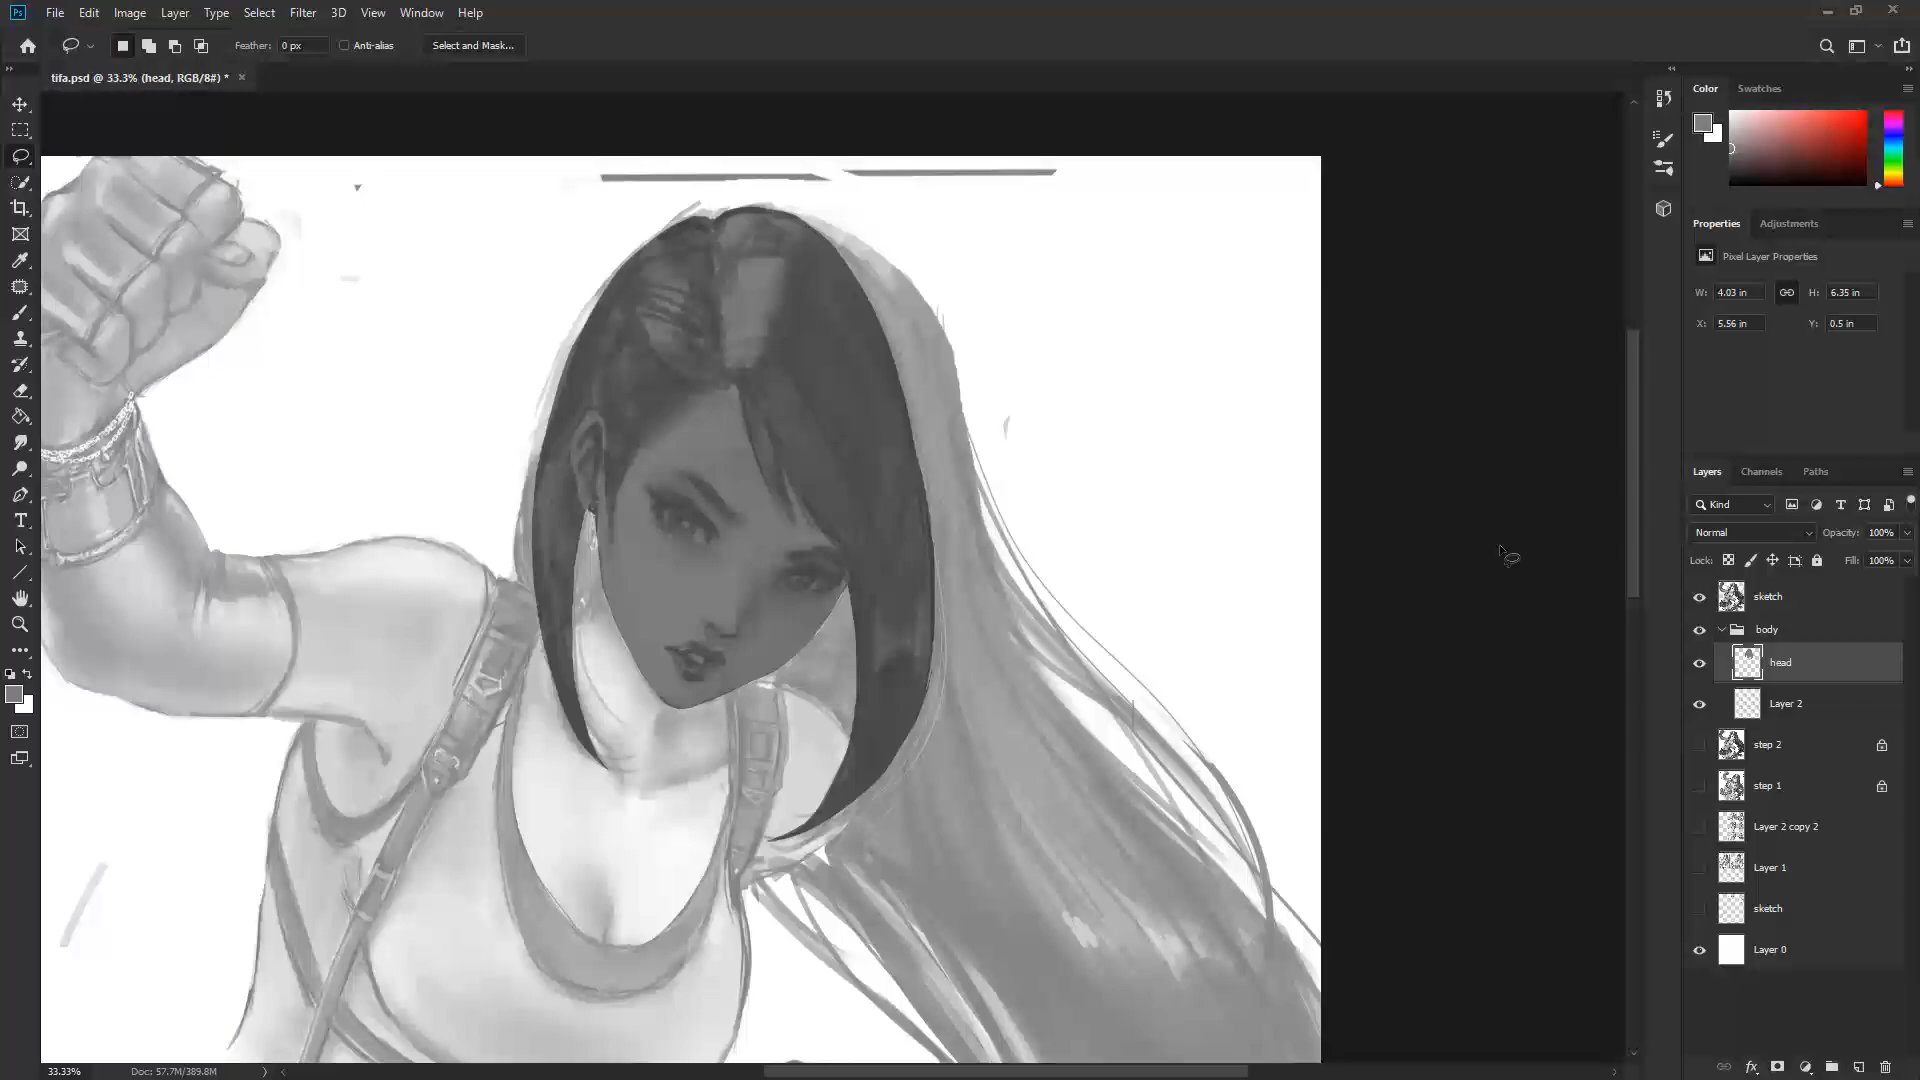 Ps File Edit Image Layer Type Select Filter 3D View Window Help
Feather: 0 px Anti-alias Select and Mask...
tifa.psd @ 33.3% (head, RGB/8#) *
Color Swatches
Properties Adjustments
Pixel Layer Properties
W: 4.03 in H: 6.35 in
X: 5.56 in Y: 0.5 in
Layers Channels Paths
Kind
Normal Opacity: 100%
Lock: Fill: 100%
sketch
body
head
Layer 2
step 2
step 1
Layer 2 copy 2
Layer 1
sketch
Layer 0
33.33% Doc: 57.7M/389.8M